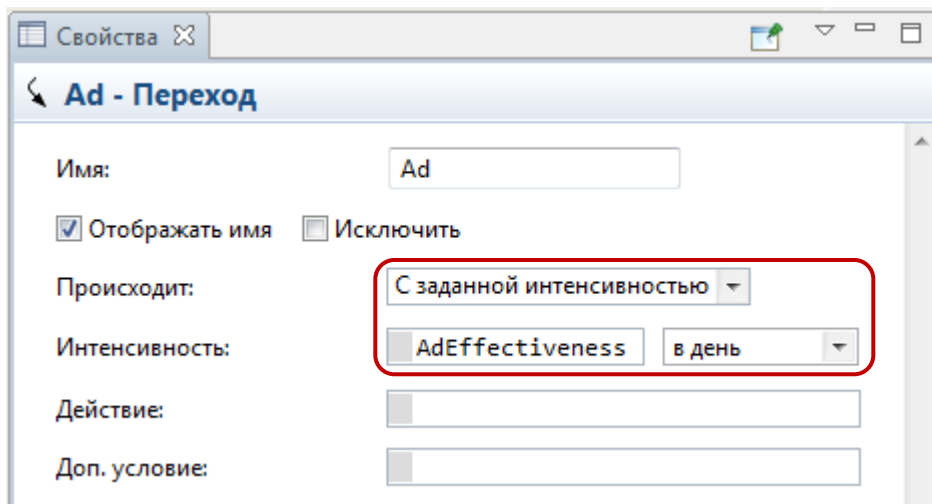 Свойства
Ad - Переход
Имя: Ad
Отображать имя Исключить
Происходит: С заданной интенсивностью
Интенсивность: AdEffectiveness в день
Действие:
Доп. условие: